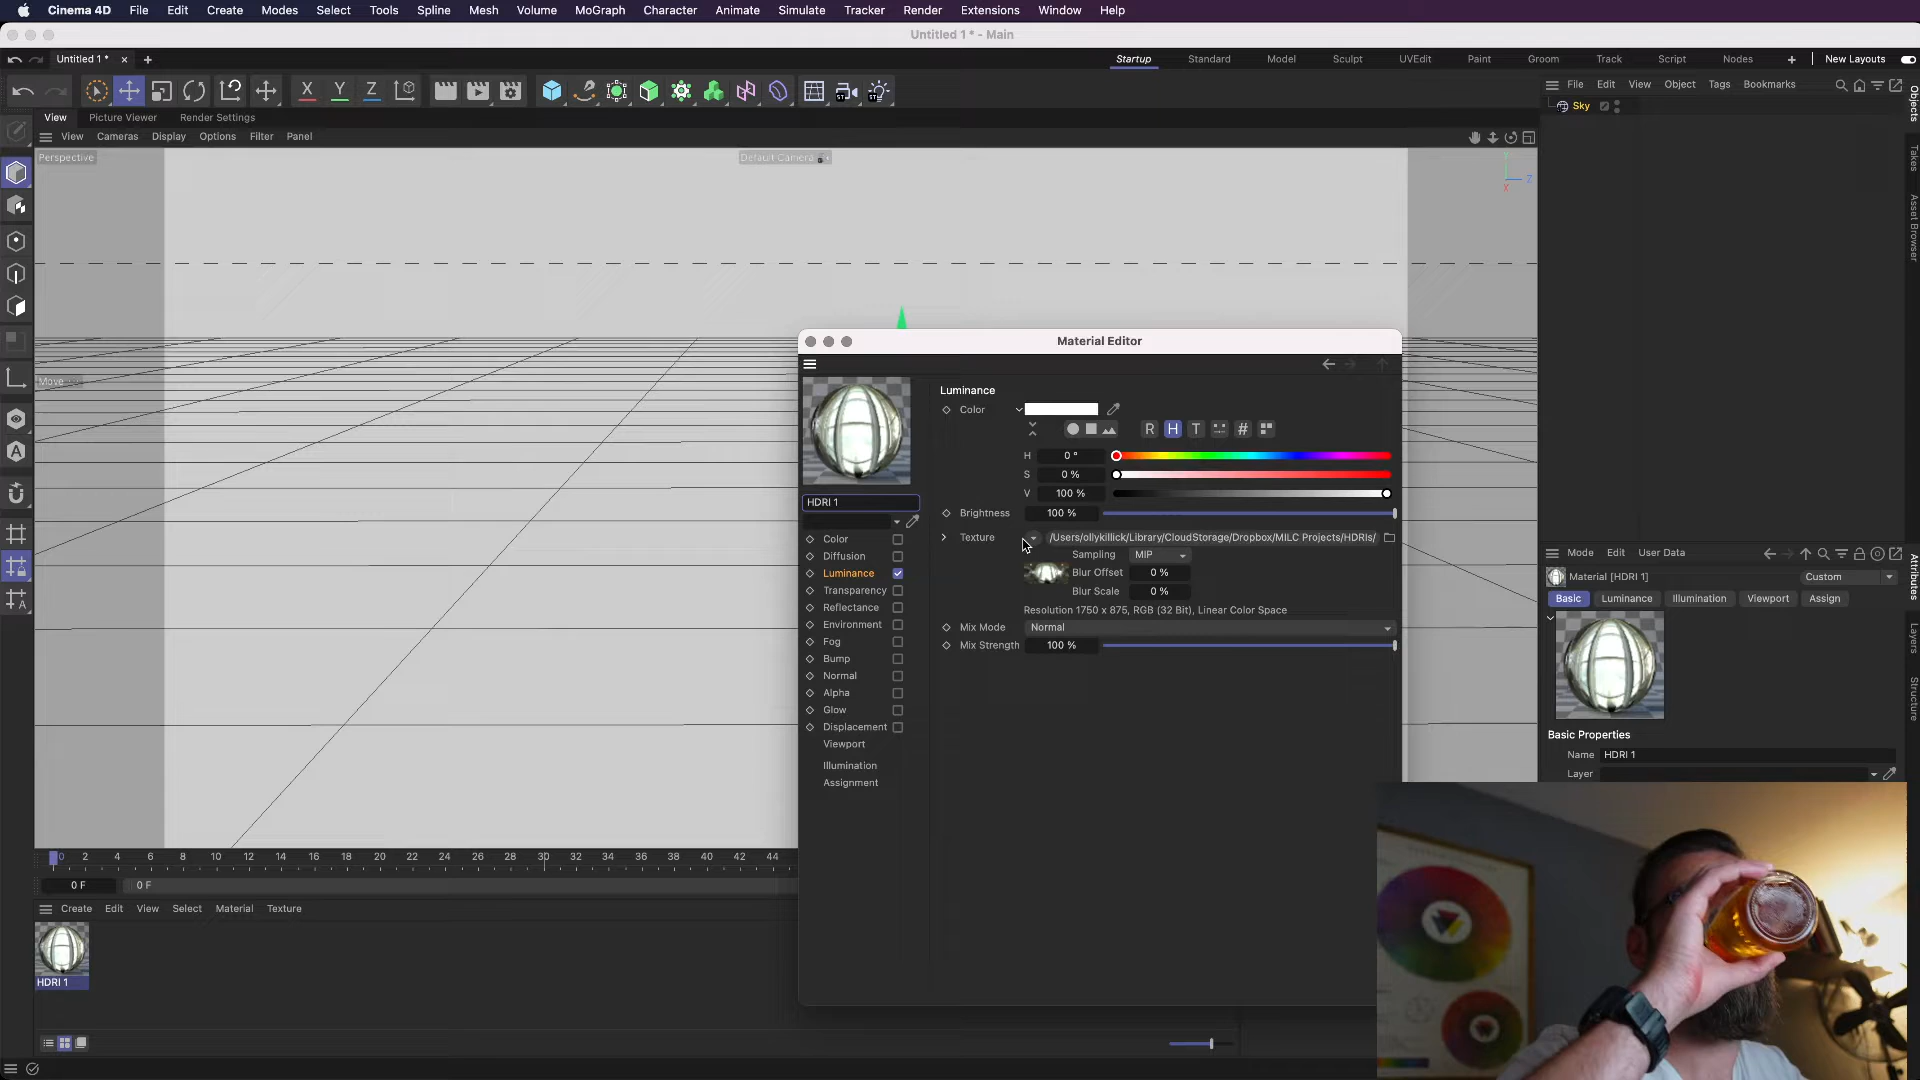 Cinema 4D File Edit Create Modes Select Tools Spline Mesh Volume MoGraph Character Animate Simulate Tracker Render Extensions Window Help
Untitled 1 * - Main
Untitled 1 *
Startup Standard Model Sculpt UVEdit Paint Groom Track Script Nodes New Layouts
X Y Z
File Edit View Object Tags Bookmarks
Sky
View Picture Viewer Render Settings
View Cameras Display Options Filter Panel
Perspective
Default Camera
Y
Z
X
Move
Objects
Takes
Asset Browser
Attributes
Layers
Structure
Material Editor
HDRI 1
Color
Diffusion
Luminance
Transparency
Reflectance
Environment
Fog
Bump
Normal
Alpha
Glow
Displacement
Viewport
Illumination
Assignment
Luminance
Color
R H T #
H 0 °
S 0 %
V 100 %
Brightness 100 %
Texture /Users/ollykillick/Library/CloudStorage/Dropbox/MILC Projects/HDRIs/
Sampling MIP
Blur Offset 0 %
Blur Scale 0 %
Resolution 1750 x 875, RGB (32 Bit), Linear Color Space
Mix Mode Normal
Mix Strength 100 %
Mode Edit User Data
Material [HDRI 1] Custom
Basic Luminance Illumination Viewport Assign
Basic Properties
Name HDRI 1
Layer
0 2 4 6 8 10 12 14 16 18 20 22 24 26 28 30 32 34 36 38 40 42 44
0 F 0 F
Create Edit View Select Material Texture
HDRI 1